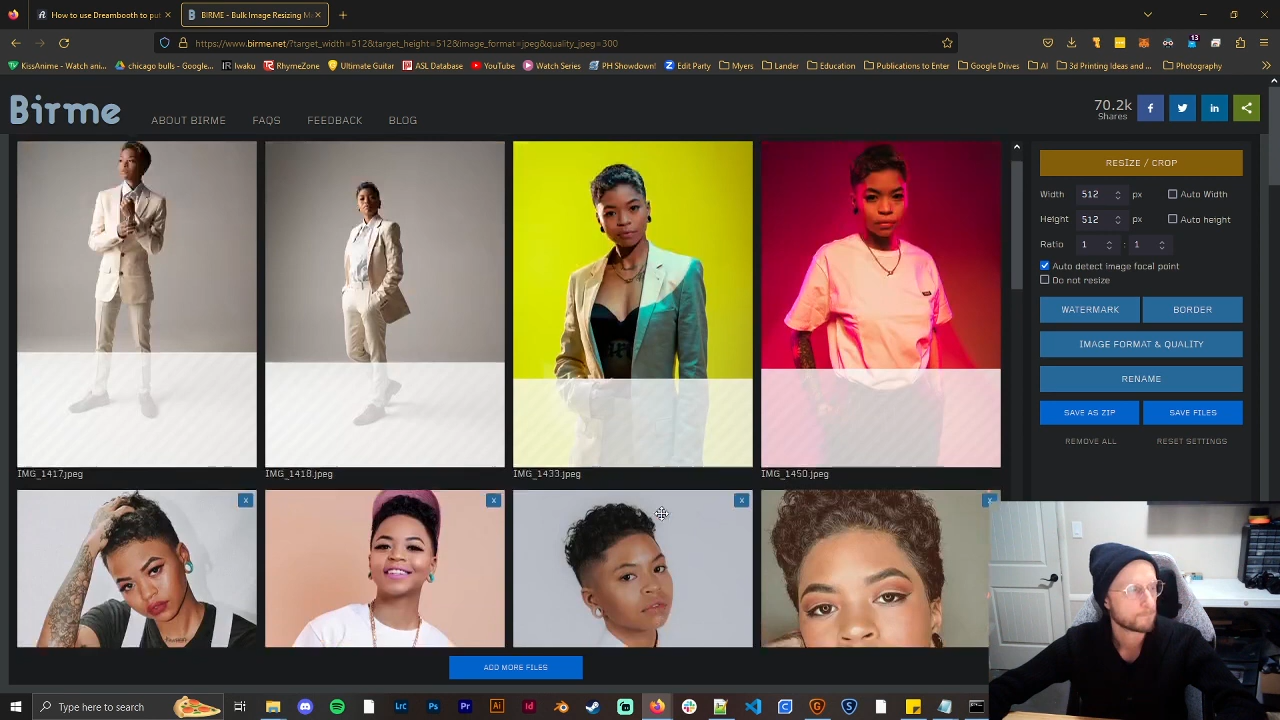 How to use Dreambooth to put
BIRME - Bulk Image Resizing M
https://www.birme.net/?target_width=512&target_height=512&image_format=jpeg&quality_jpeg=300
13
KissAnime - Watch ani...
chicago bulls - Google...
Iwaku
RhymeZone
Ultimate Guitar
ASL Database
YouTube
Watch Series
PH Showdown!
Edit Party
Myers
Lander
Education
Publications to Enter
Google Drives
AI
3d Printing Ideas and ...
Photography
Birme
ABOUT BIRME
FAQS
FEEDBACK
BLOG
70.2k
Shares
RESIZE / CROP
Width 512 px Auto Width
Height 512 px Auto height
Ratio 1 : 1
Auto detect image focal point
Do not resize
WATERMARK
BORDER
IMAGE FORMAT & QUALITY
RENAME
SAVE AS ZIP
SAVE FILES
REMOVE ALL
RESET SETTINGS
IMG_1417.jpeg
IMG_1418.jpeg
IMG_1433.jpeg
IMG_1450.jpeg
X
X
X
X
ADD MORE FILES
Type here to search
Lrc
Ps
Pr
Ai
Id